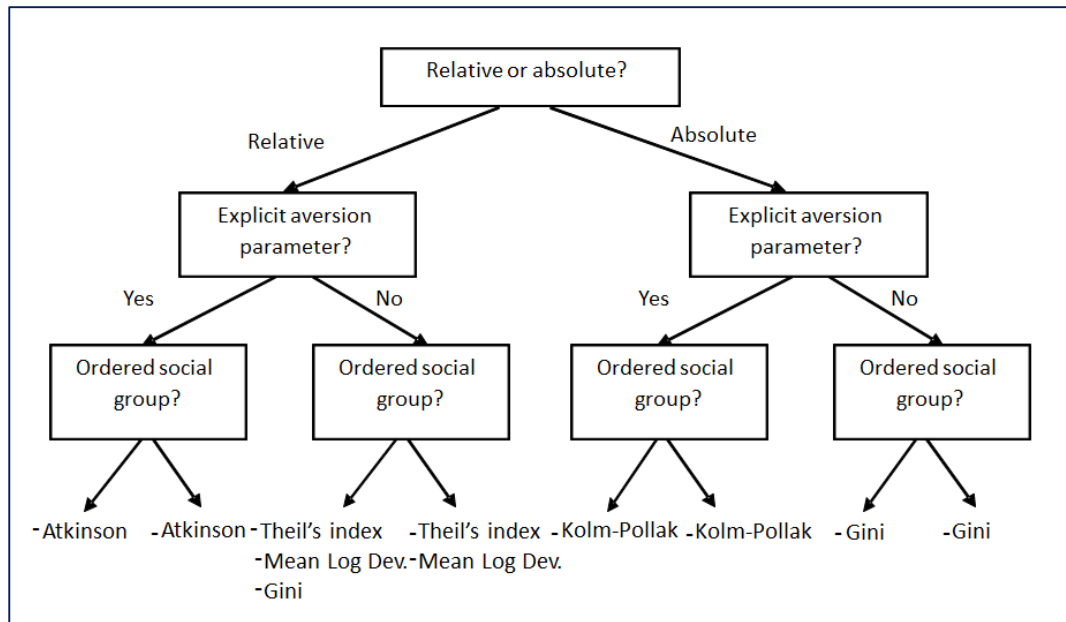 Relative or absolute?
Relative
Absolute
Explicit aversion
parameter?
Explicit aversion
parameter?
Yes
No
Yes
No
Ordered social
group?
Ordered social
group?
Ordered social
group?
Ordered social
group?
-Atkinson
-Atkinson
-Theil’s index
-Mean Log Dev.
-Gini
-Theil’s index
-Mean Log Dev.
-Kolm-Pollak
-Kolm-Pollak
-Gini
-Gini